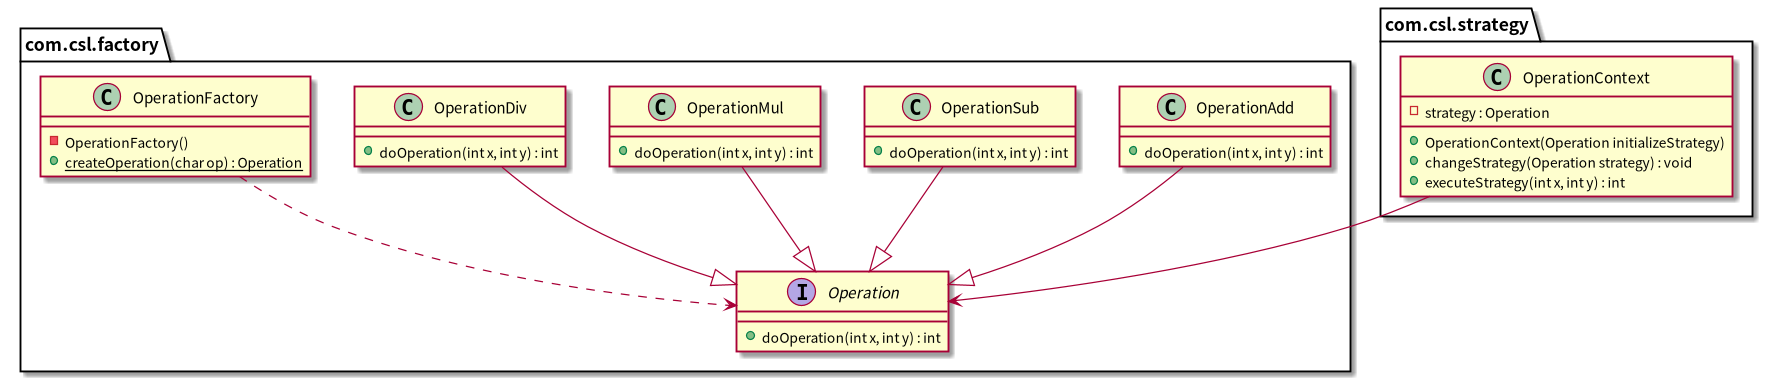 com.csl.factory
C OperationFactory
OperationFactory()
createOperation(char op) : Operation
C OperationDiv
doOperation(int x, int y) : int
C OperationMul
doOperation(int x, int y) : int
C OperationSub
doOperation(int x, int y) : int
C OperationAdd
doOperation(int x, int y) : int
I Operation
doOperation(int x, int y) : int
com.csl.strategy
C OperationContext
strategy : Operation
OperationContext(Operation initializeStrategy)
changeStrategy(Operation strategy) : void
executeStrategy(int x, int y) : int